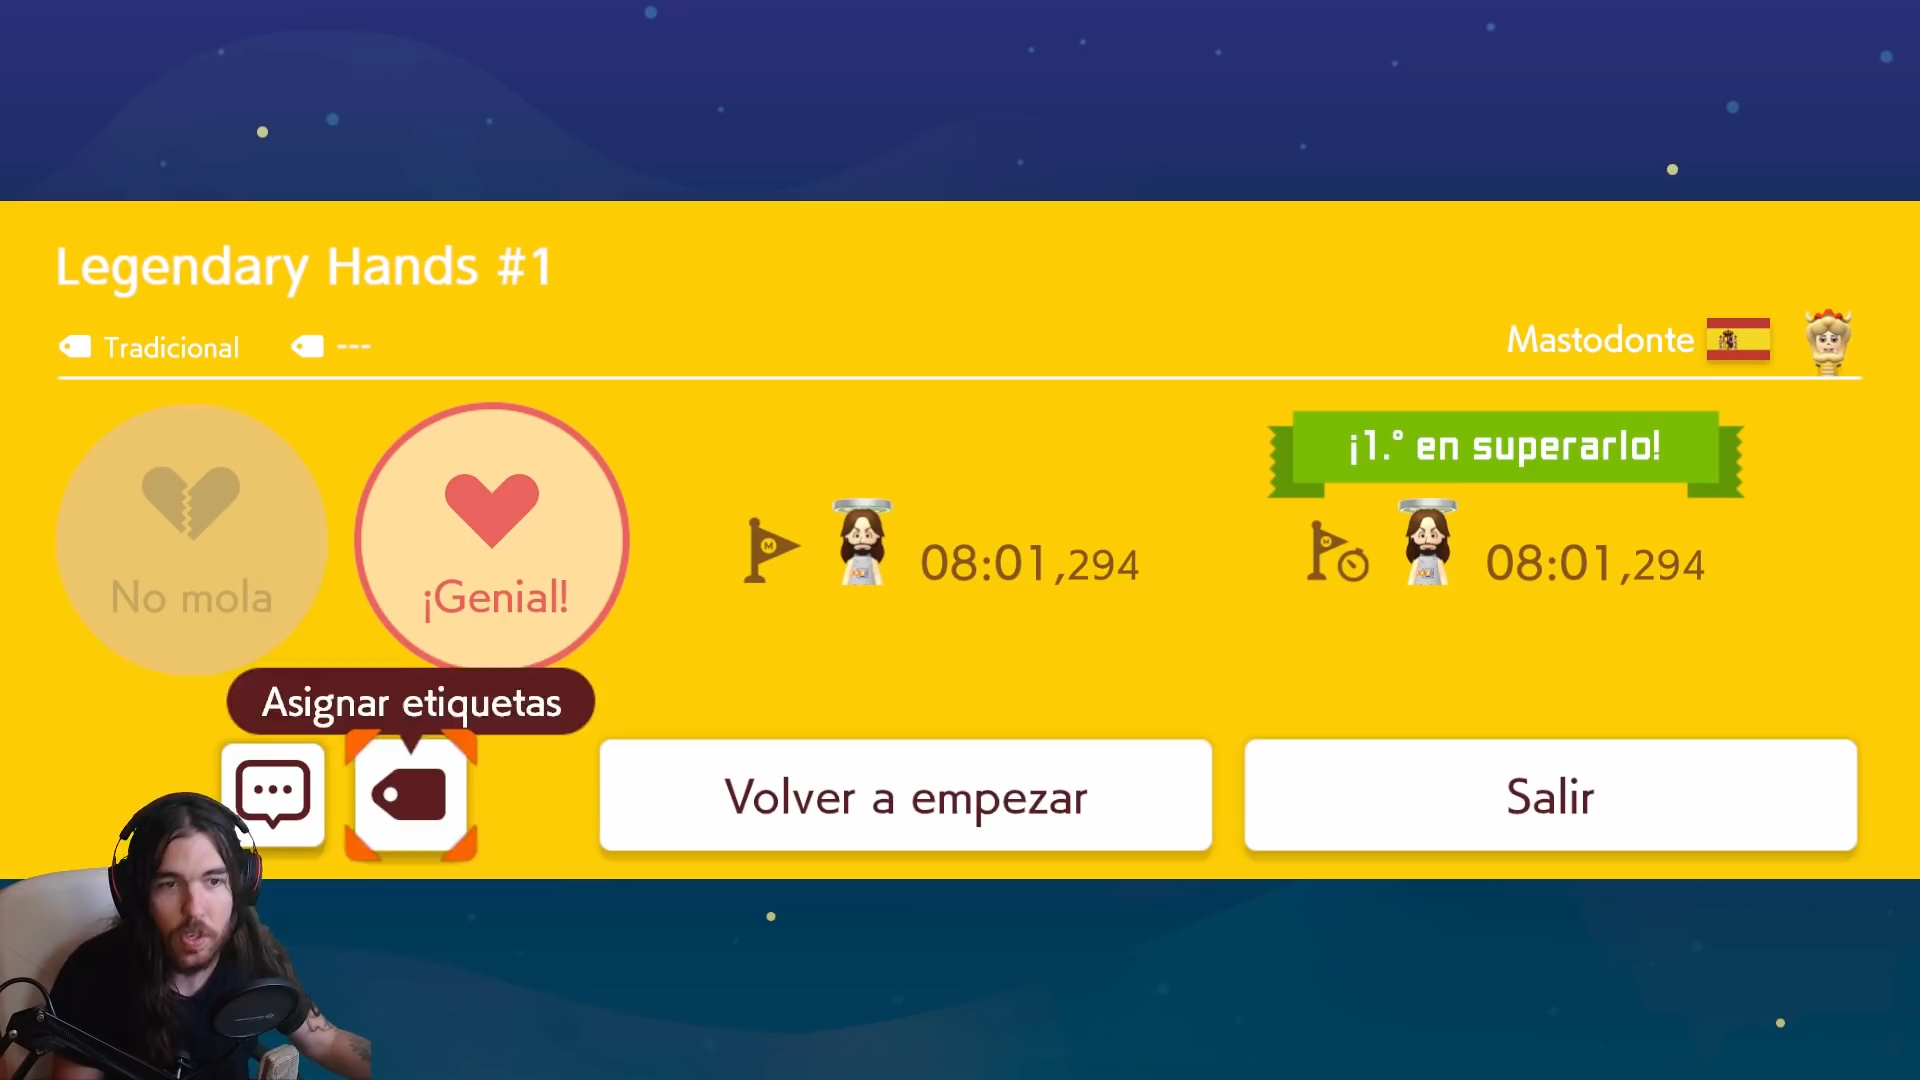 Legendary Hands #1
Tradicional
---
Mastodonte
¡1.° en superarlo!
No mola
¡Genial!
M
08:01,294
M
08:01,294
Asignar etiquetas
Volver a empezar
Salir